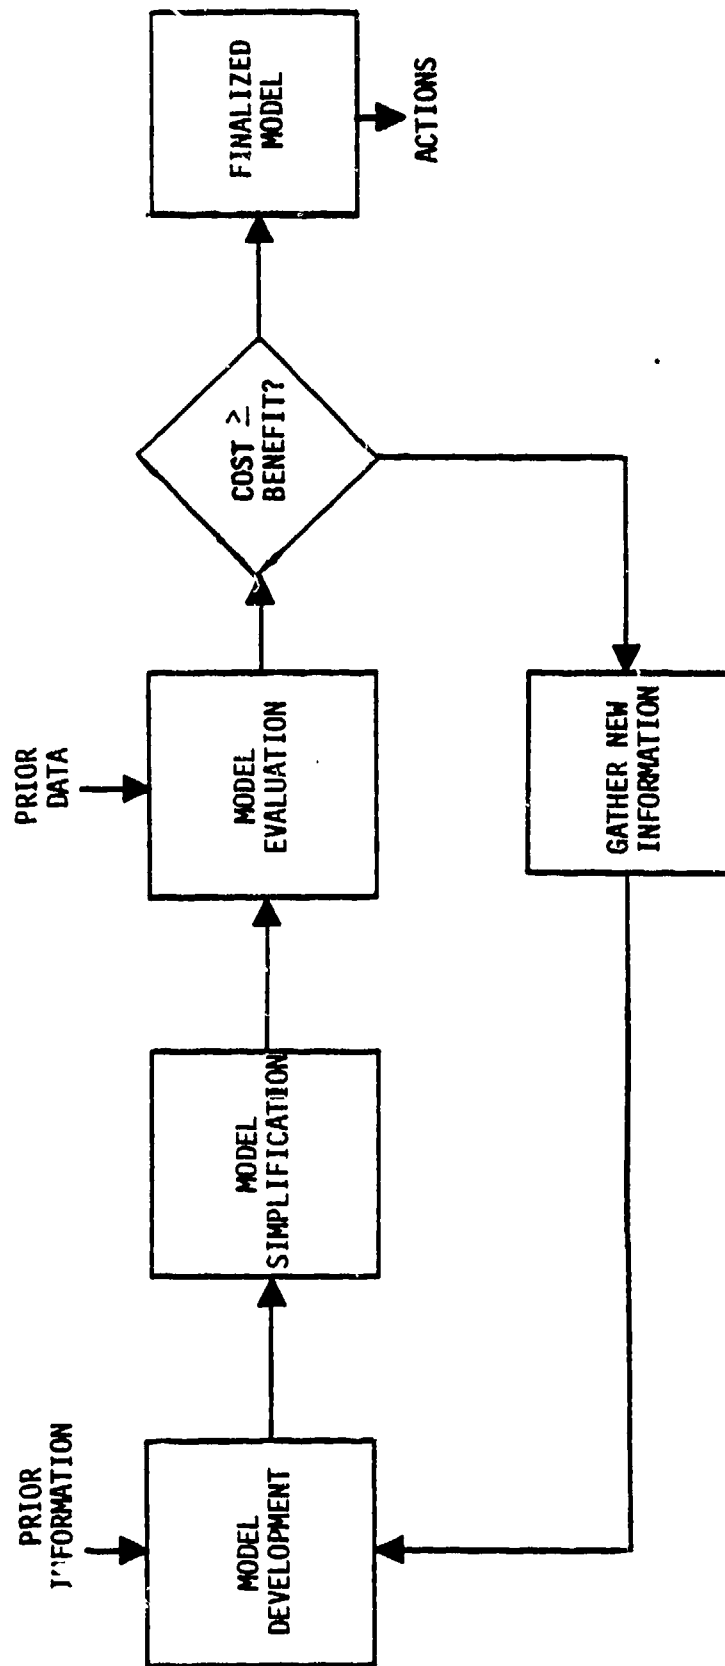 PRIOR
MODEL
DEVELOPMENT
MODEL
SIMPLIFICATION
PRIOR
DATA
MODEL
EVALUATION
COST ≥
BENEFIT?
FINALIZED
MODEL
ACTIONS
GATHER NEW
INFORMATION